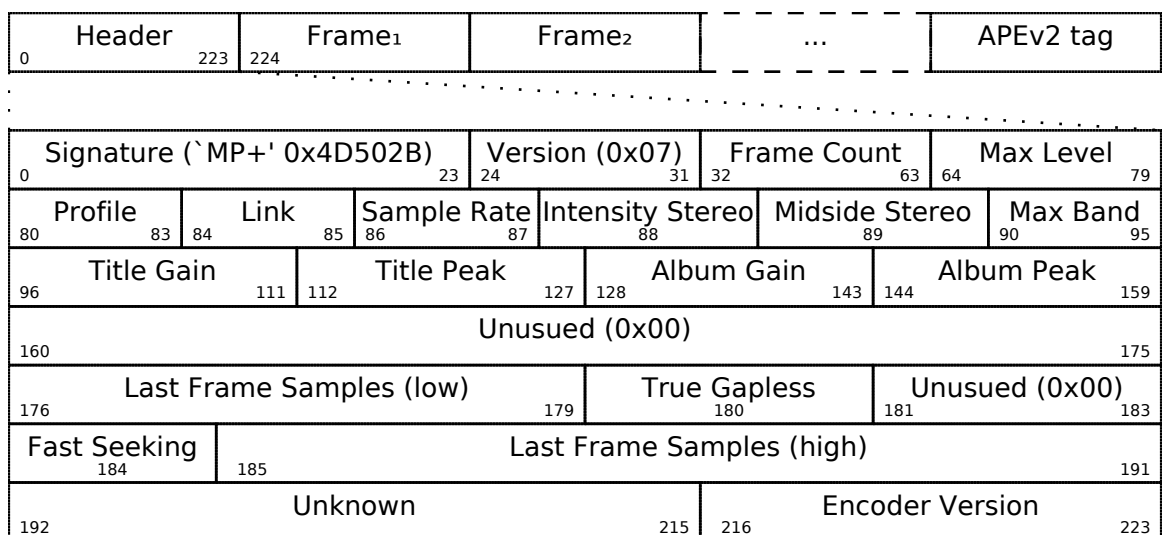 Header Frame₁ Frame₂ ... APEv2 tag
0 223 224
Signature (`MP+' 0x4D502B) Version (0x07) Frame Count Max Level
0 23 24 31 32 63 64 79
Profile Link Sample Rate Intensity Stereo Midside Stereo Max Band
80 83 84 85 86 87 88 89 90 95
Title Gain Title Peak Album Gain Album Peak
96 111 112 127 128 143 144 159
Unusued (0x00)
160 175
Last Frame Samples (low) True Gapless Unusued (0x00)
176 179 180 181 183
Fast Seeking Last Frame Samples (high)
184 185 191
Unknown Encoder Version
192 215 216 223